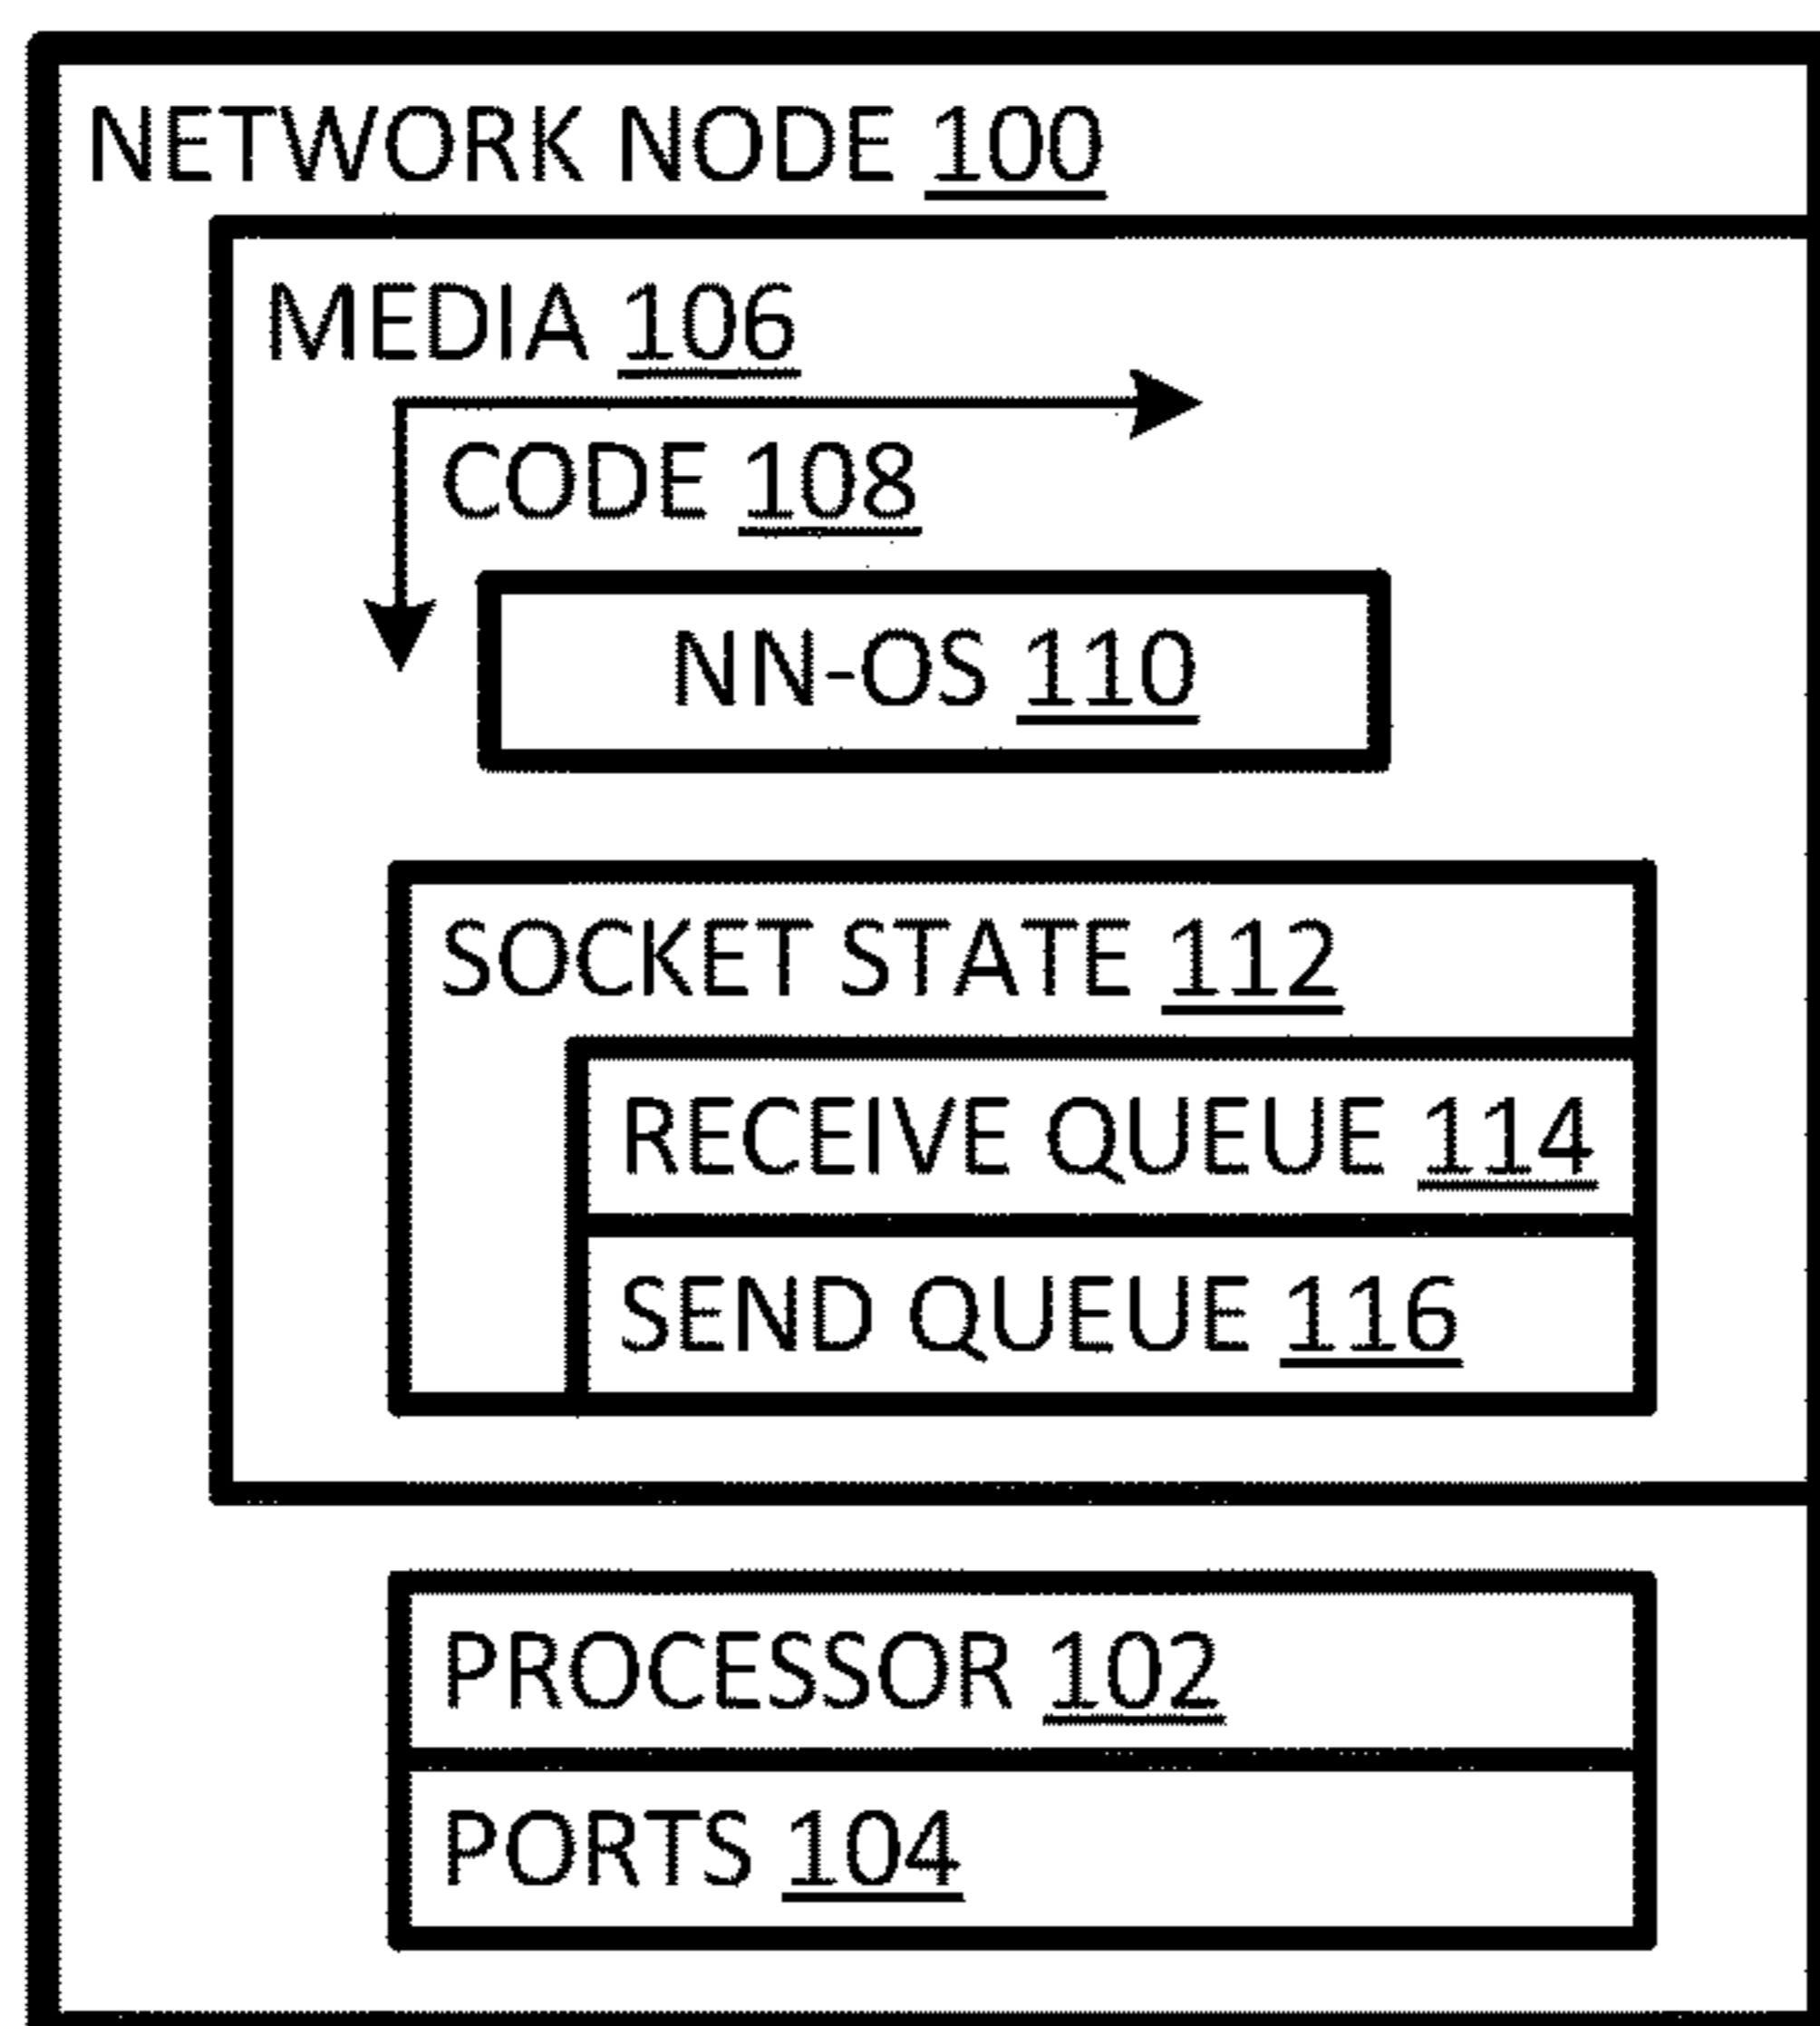 NETWORK NODE 100
MEDIA 106
CODE 108
NN-OS 110
SOCKET STATE 112
RECEIVE QUEUE 114
SEND QUEUE 116
PROCESSOR 102
PORTS 104